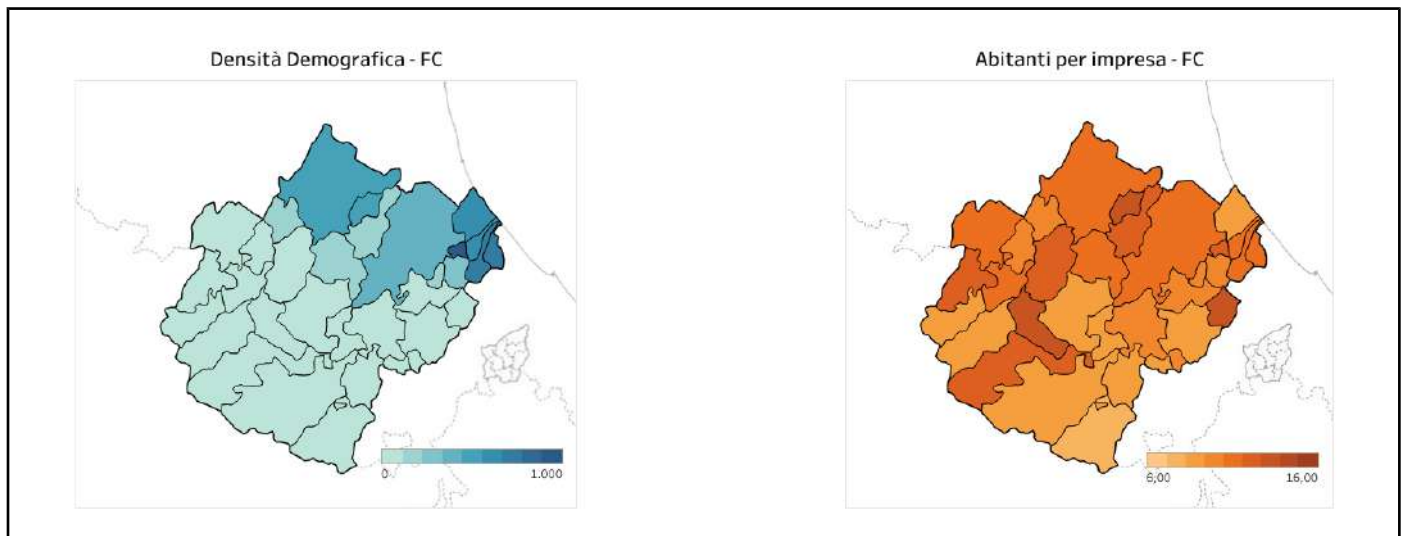 Densità Demografica - FC
Abitanti per impresa - FC
0
1.000
6,00
16,00